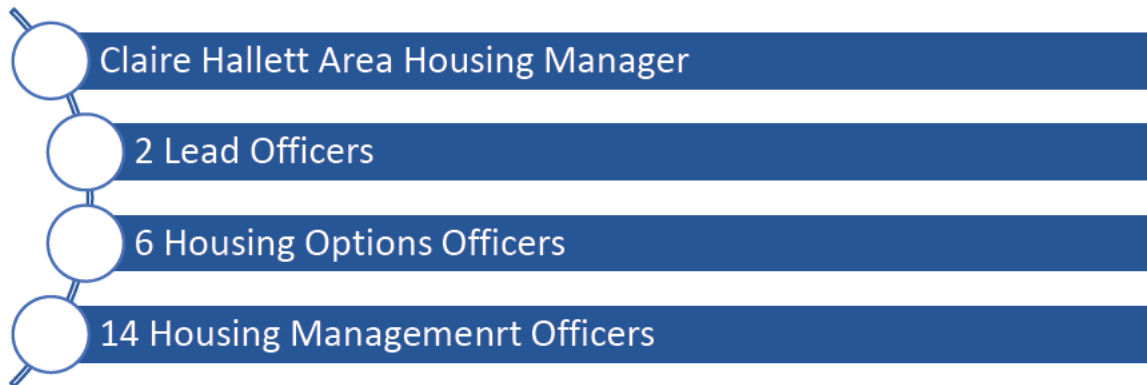 Claire Hallett Area Housing Manager
2 Lead Officers
6 Housing Options Officers
14 Housing Managemenrt Officers